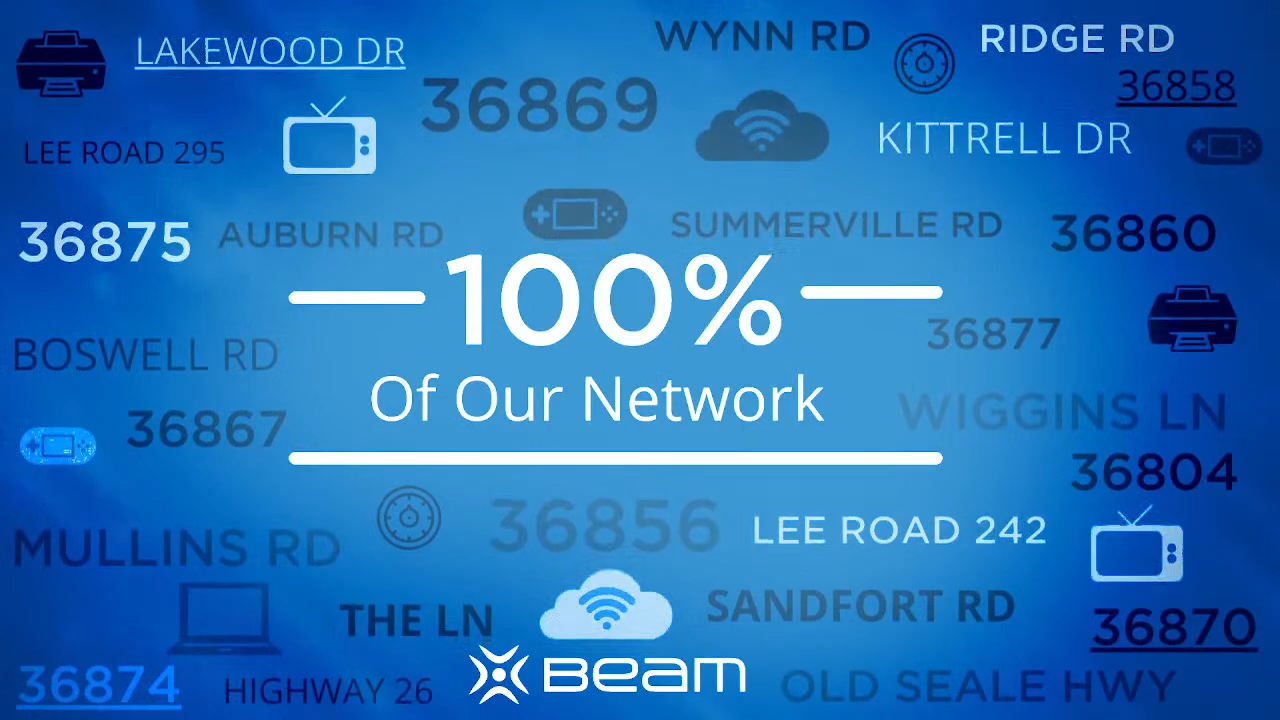 LAKEWOOD DR
WYNN RD
RIDGE RD
36858
36869
LEE ROAD 295
KITTRELL DR
36875
AUBURN RD
SUMMERVILLE RD
36860
100%
36877
BOSWELL RD
Of Our Network
WIGGINS LN
36867
36804
MULLINS RD
36856
LEE ROAD 242
THE LN
SANDFORT RD
36870
36874
HIGHWAY 26
BEAM
OLD SEALE HWY